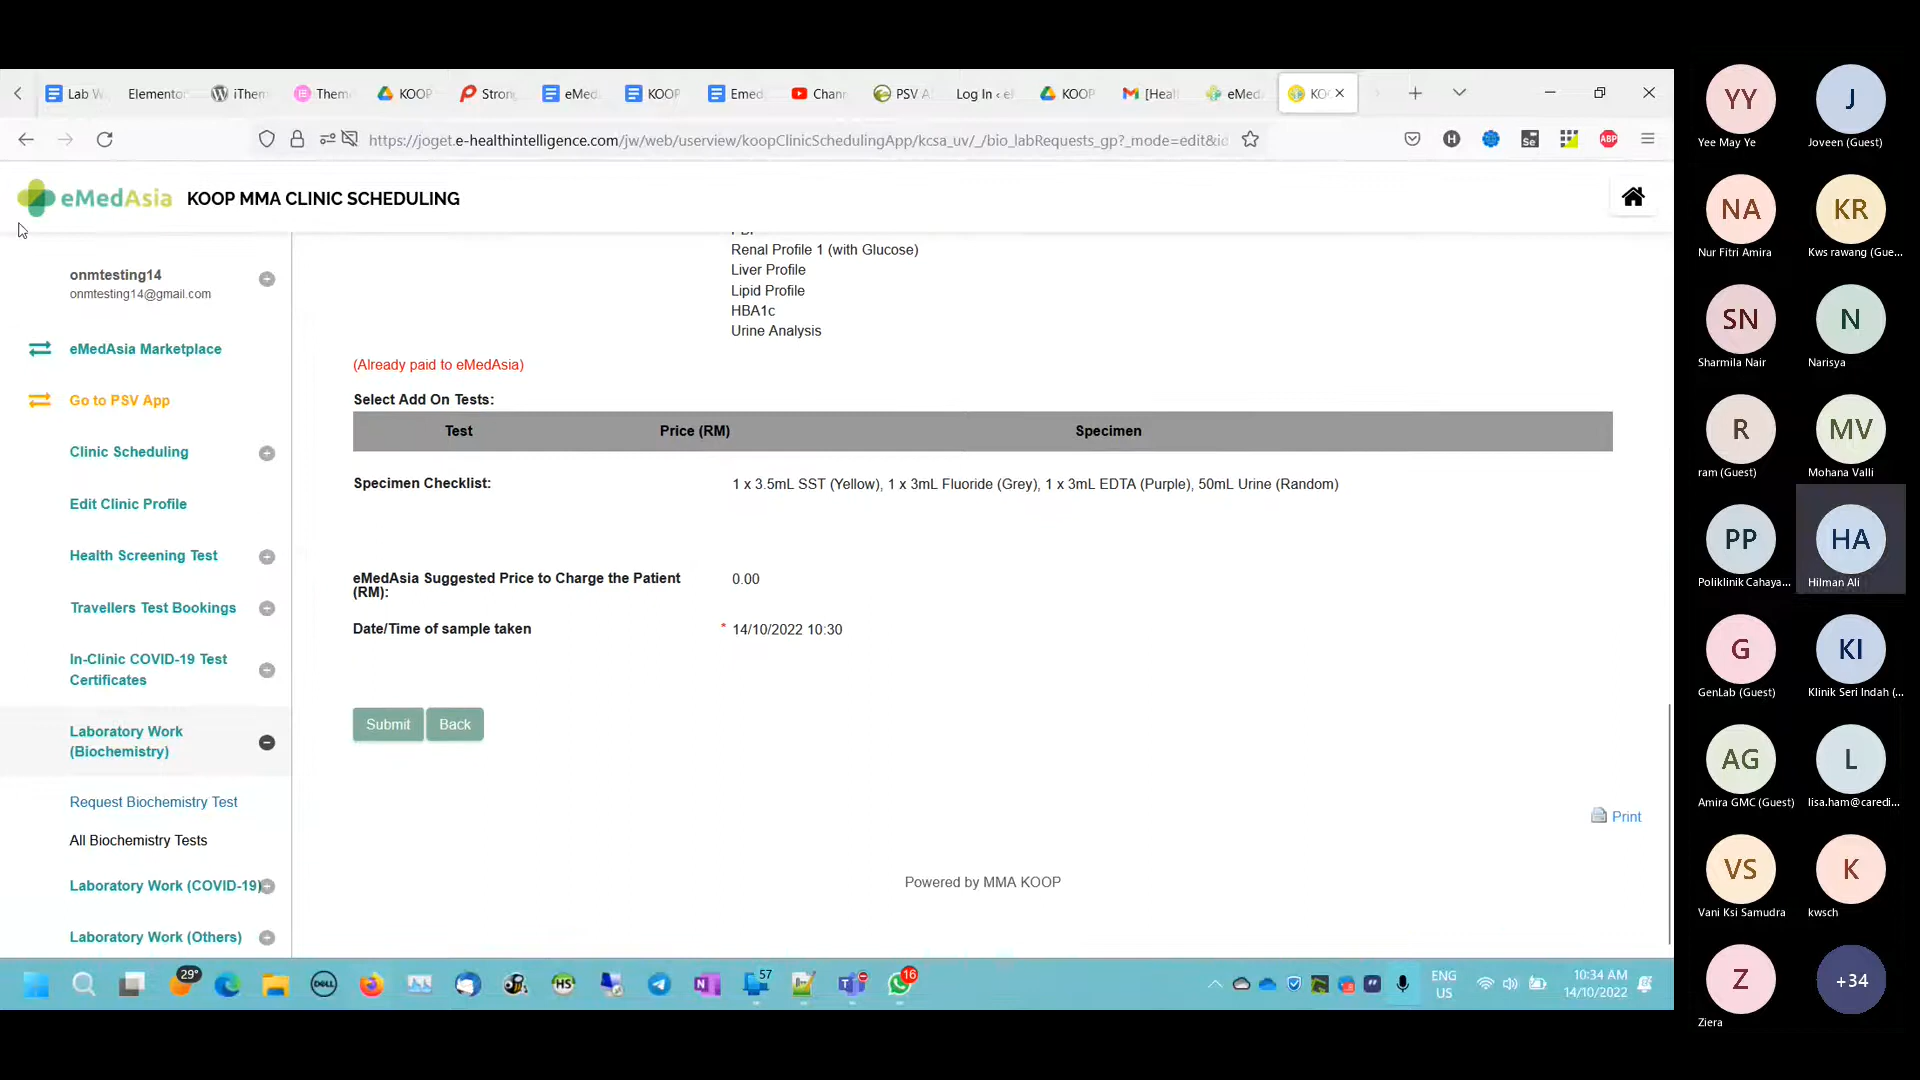 Lab W
Elemento
iThem
Theme
KOOP
Stron
eMed
KOOP
Emed
Chann
PSV A
Log In ‹ e
KOOP
[Heal
eMed
KO
https://joget.e-healthintelligence.com/jw/web/userview/koopClinicSchedulingApp/kcsa_uv/_/bio_labRequests_gp?_mode=edit&id
H
Se
ABP
eMedAsia KOOP MMA CLINIC SCHEDULING
onmtesting14
onmtesting14@gmail.com
eMedAsia Marketplace
Go to PSV App
Clinic Scheduling
Edit Clinic Profile
Health Screening Test
Travellers Test Bookings
In-Clinic COVID-19 Test
Certificates
Laboratory Work
(Biochemistry)
Request Biochemistry Test
All Biochemistry Tests
Laboratory Work (COVID-19)
Laboratory Work (Others)
Renal Profile 1 (with Glucose)
Liver Profile
Lipid Profile
HBA1c
Urine Analysis
(Already paid to eMedAsia)
Select Add On Tests:
Test Price (RM) Specimen
Specimen Checklist: 1 x 3.5mL SST (Yellow), 1 x 3mL Fluoride (Grey), 1 x 3mL EDTA (Purple), 50mL Urine (Random)
eMedAsia Suggested Price to Charge the Patient
(RM): 0.00
Date/Time of sample taken * 14/10/2022 10:30
Submit Back
Print
Powered by MMA KOOP
29°
DELL
HS
N
57
T
16
ENG
US
10:34 AM
14/10/2022
YY J
Yee May Ye Joveen (Guest)
NA KR
Nur Fitri Amira Kws rawang (Gue...
SN N
Sharmila Nair Narisya
R MV
ram (Guest) Mohana Valli
PP HA
Poliklinik Cahaya... Hilman Ali
G KI
GenLab (Guest) Klinik Seri Indah (...
AG L
Amira GMC (Guest) lisa.ham@caredi...
VS K
Vani Ksi Samudra kwsch
Z +34
Ziera